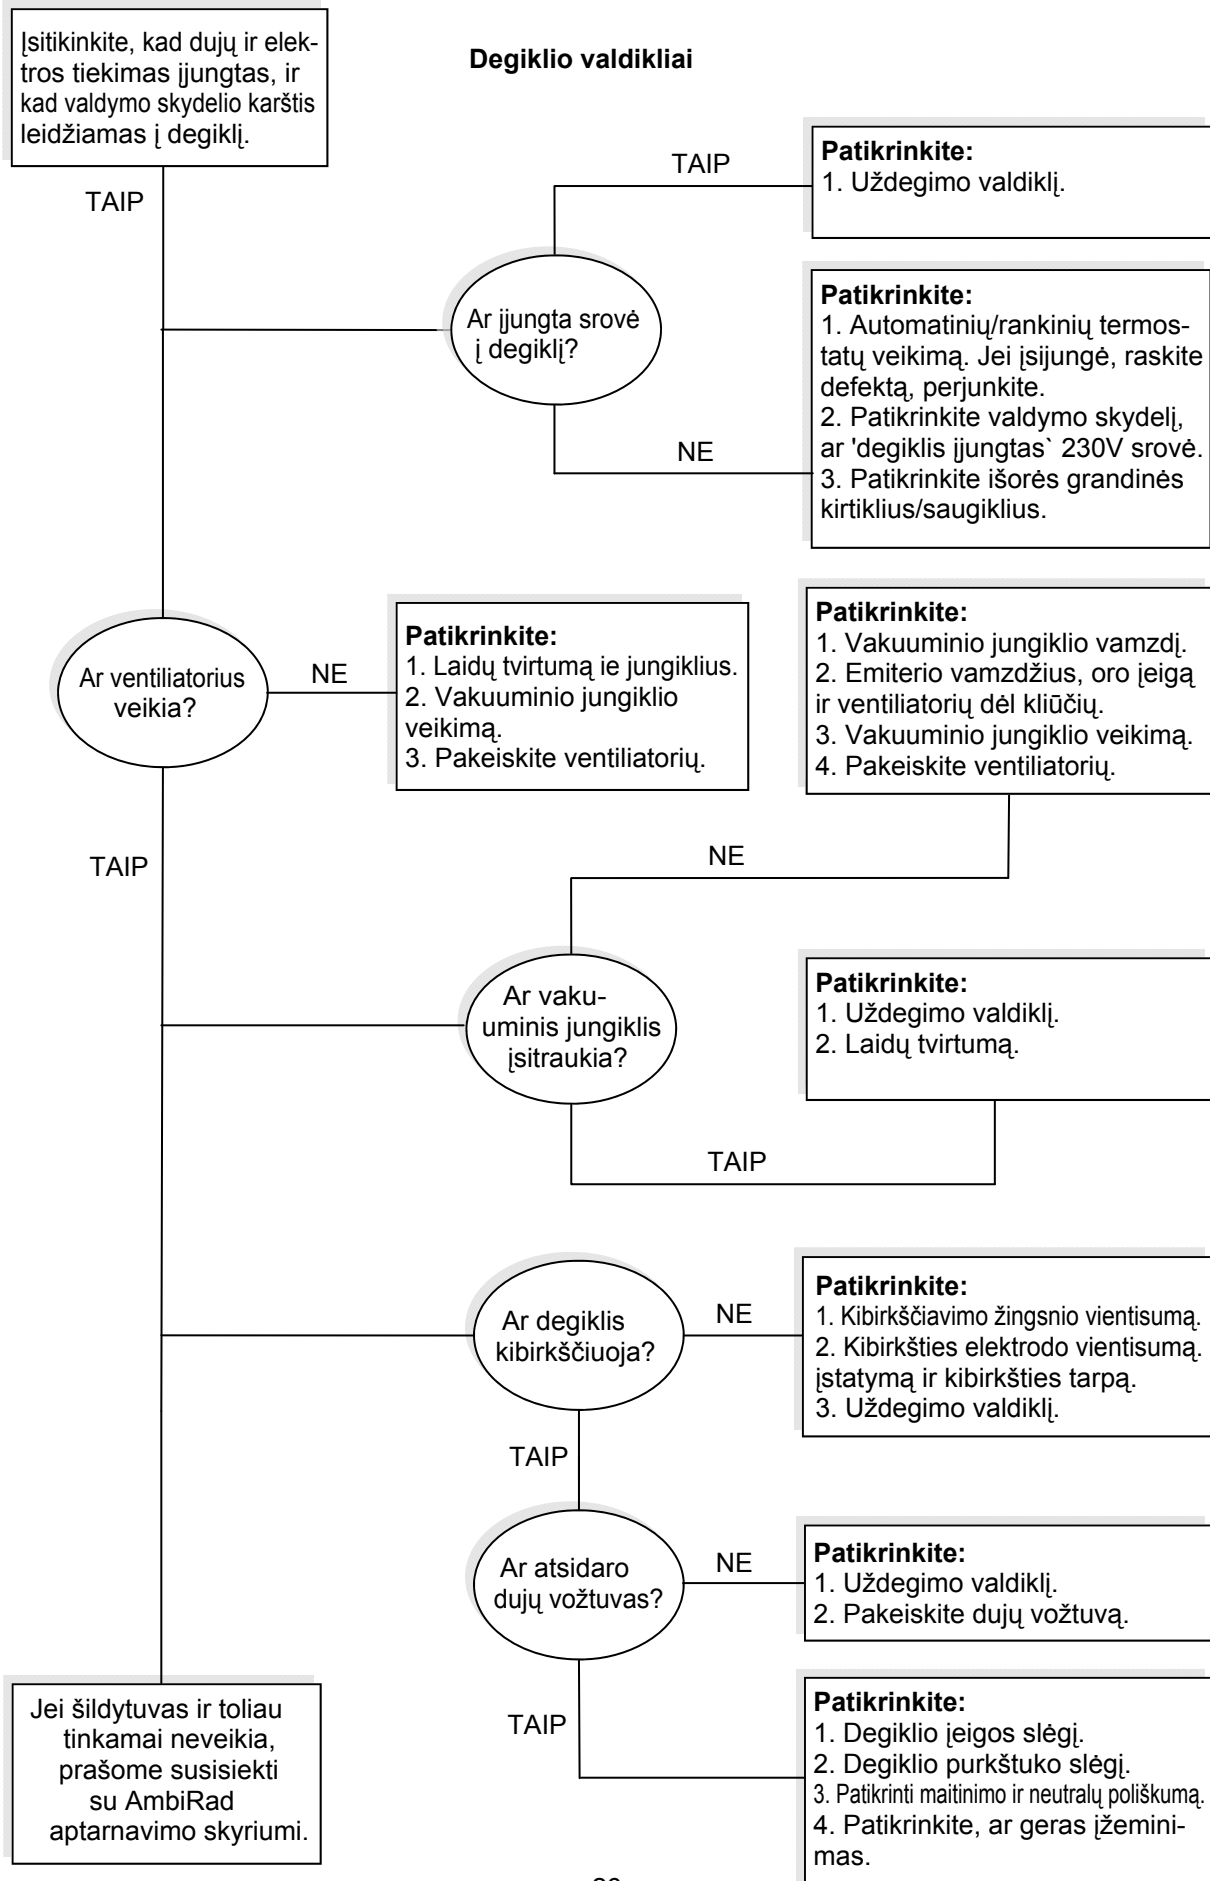 Įsitikinkite, kad dujų ir elek-
tros tiekimas įjungtas, ir
kad valdymo skydelio karštis
leidžiamas į degiklį.
Degiklio valdikliai
TAIP
TAIP
Patikrinkite:
1. Uždegimo valdiklį.
Ar įjungta srovė
į degiklį?
NE
Patikrinkite:
1. Automatinių/rankinių termos-
tatų veikimą. Jei įsijungė, raskite
defektą, perjunkite.
2. Patikrinkite valdymo skydelį,
ar 'degiklis įjungtas` 230V srovė.
3. Patikrinkite išorės grandinės
kirtiklius/saugiklius.
Ar ventiliatorius
veikia?
NE
Patikrinkite:
1. Laidų tvirtumą ie jungiklius.
2. Vakuuminio jungiklio
veikimą.
3. Pakeiskite ventiliatorių.
Patikrinkite:
1. Vakuuminio jungiklio vamzdį.
2. Emiterio vamzdžius, oro įeigą
ir ventiliatorių dėl kliūčių.
3. Vakuuminio jungiklio veikimą.
4. Pakeiskite ventiliatorių.
TAIP
NE
Ar vaku-
uminis jungiklis
įsitraukia?
Patikrinkite:
1. Uždegimo valdiklį.
2. Laidų tvirtumą.
TAIP
Ar degiklis
kibirkščiuoja?
NE
Patikrinkite:
1. Kibirkščiavimo žingsnio vientisumą.
2. Kibirkšties elektrodo vientisumą.
įstatymą ir kibirkšties tarpą.
3. Uždegimo valdiklį.
TAIP
Ar atsidaro
dujų vožtuvas?
NE
Patikrinkite:
1. Uždegimo valdiklį.
2. Pakeiskite dujų vožtuvą.
TAIP
Patikrinkite:
1. Degiklio įeigos slėgį.
2. Degiklio purkštuko slėgį.
3. Patikrinti maitinimo ir neutralų poliškumą.
4. Patikrinkite, ar geras įžemini-
mas.
Jei šildytuvas ir toliau
tinkamai neveikia,
prašome susisiekti
su AmbiRad
aptarnavimo skyriumi.